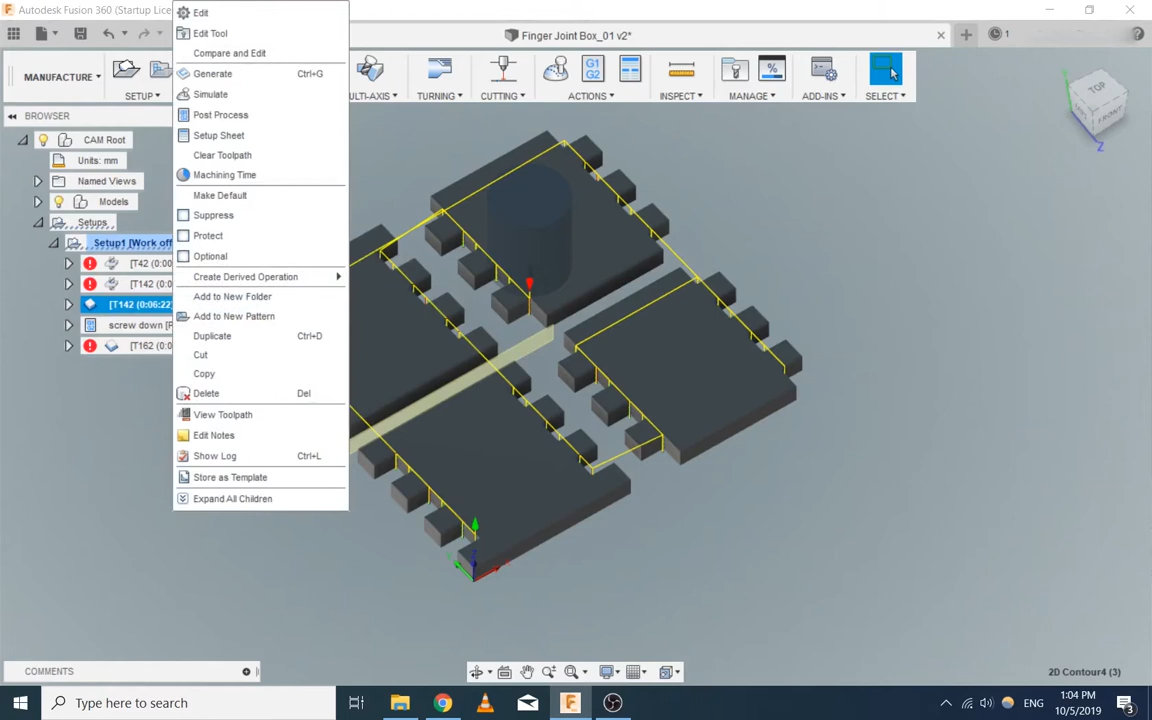 Autodesk Fusion 360 (Startup Lice
Finger Joint Box_01 v2*
1
MANUFACTURE
SETUP
ULTI-AXIS
TURNING
CUTTING
ACTIONS
INSPECT
MANAGE
ADD-INS
SELECT
G1
G2
%
BROWSER
CAM Root
Units: mm
Named Views
Models
Setups
Setup1 [Work off
[T42 (0:00
[T142 (0:0
[T142 (0:06:22)
screw down [P
[T162 (0:0
Edit
Edit Tool
Compare and Edit
Generate Ctrl+G
Simulate
Post Process
Setup Sheet
Clear Toolpath
Machining Time
Make Default
Suppress
Protect
Optional
Create Derived Operation
Add to New Folder
Add to New Pattern
Duplicate Ctrl+D
Cut
Copy
Delete Del
View Toolpath
Edit Notes
Show Log Ctrl+L
Store as Template
Expand All Children
TOP
FRONT
Z
Z
COMMENTS
2D Contour4 (3)
Type here to search
ENG
1:04 PM
10/5/2019
3